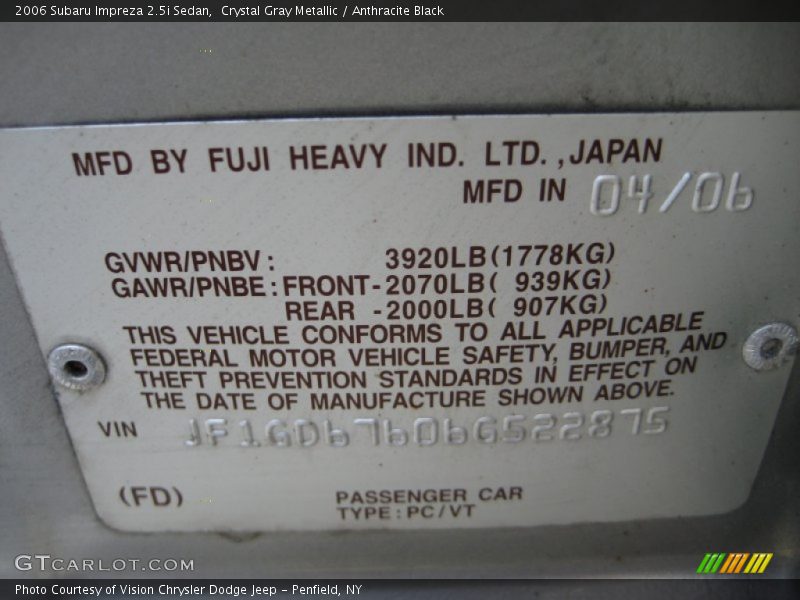 2006 Subaru Impreza 2.5i Sedan,  Crystal Gray Metallic / Anthracite Black
MFD BY FUJI HEAVY IND. LTD. ,JAPAN
MFD IN 04/06
GVWR/PNBV: 3920LB(1778KG)
GAWR/PNBE: FRONT-2070LB( 939KG)
REAR -2000LB( 907KG)
THIS VEHICLE CONFORMS TO ALL APPLICABLE
FEDERAL MOTOR VEHICLE SAFETY, BUMPER, AND
THEFT PREVENTION STANDARDS IN EFFECT ON
THE DATE OF MANUFACTURE SHOWN ABOVE.
VIN JF1GD67606G522875
(FD)
PASSENGER CAR
TYPE:PC/VT
GTCARLOT.COM
Photo Courtesy of Vision Chrysler Dodge Jeep – Penfield, NY